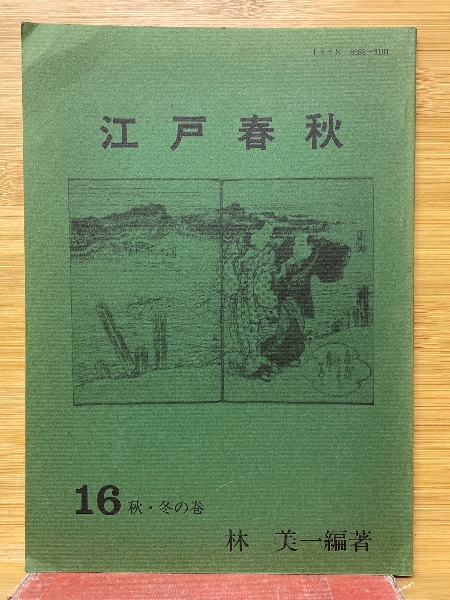 江戸春秋
16 秋・冬の巻
林 美一編著